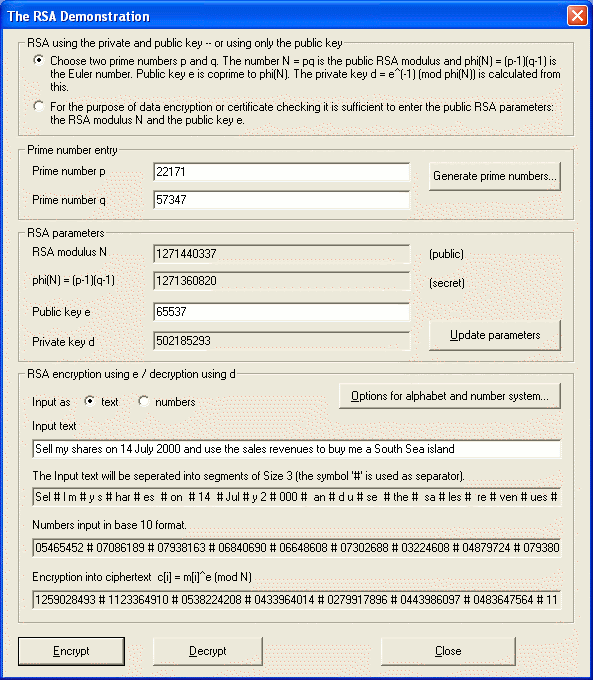 The RSA Demonstration
RSA using the private and public key -- or using only the public key
Choose two prime numbers p and q. The number N = pq is the public RSA modulus and phi(N) = (p-1)(q-1) is
the Euler number. Public key e is coprime to phi(N). The private key d = e^(-1) (mod phi(N)) is calculated from
this.
For the purpose of data encryption or certificate checking it is sufficient to enter the public RSA parameters:
the RSA modulus N and the public key e.
Prime number entry
Prime number p 22171 Generate prime numbers...
Prime number q 57347
RSA parameters
RSA modulus N 1271440337 (public)
phi(N) = (p-1)(q-1) 1271360820 (secret)
Public key e 65537
Private key d 502185293 Update parameters
RSA encryption using e / decryption using d
Input as text numbers Options for alphabet and number system...
Input text
Sell my shares on 14 July 2000 and use the sales revenues to buy me a South Sea island
The Input text will be seperated into segments of Size 3 (the symbol '#' is used as separator).
Sel # l m # y s # har # es # on # 14 # Jul # y 2 # 000 # an # d u # se # the # sa # les # re # ven # ues #
Numbers input in base 10 format.
05465452 # 07086189 # 07938163 # 06840690 # 06648608 # 07302688 # 03224608 # 04879724 # 079380
Encryption into ciphertext c[i] = m[i]^e (mod N)
1259028493 # 1123364910 # 0538224208 # 0433964014 # 0279917896 # 0443986097 # 0483647564 # 11
Encrypt Decrypt Close